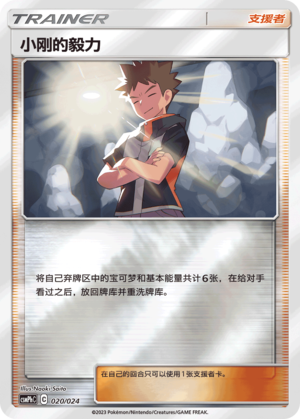 TRAINER
支援者
小刚的毅力
将自己弃牌区中的宝可梦和基本能量共计6张，在给对手
看过之后，放回牌库并重洗牌库。
Illus. Naoki Saito
在自己的回合只可以使用1张支援者卡。
G 020/024
©2023 Pokémon/Nintendo/Creatures/GAME FREAK.